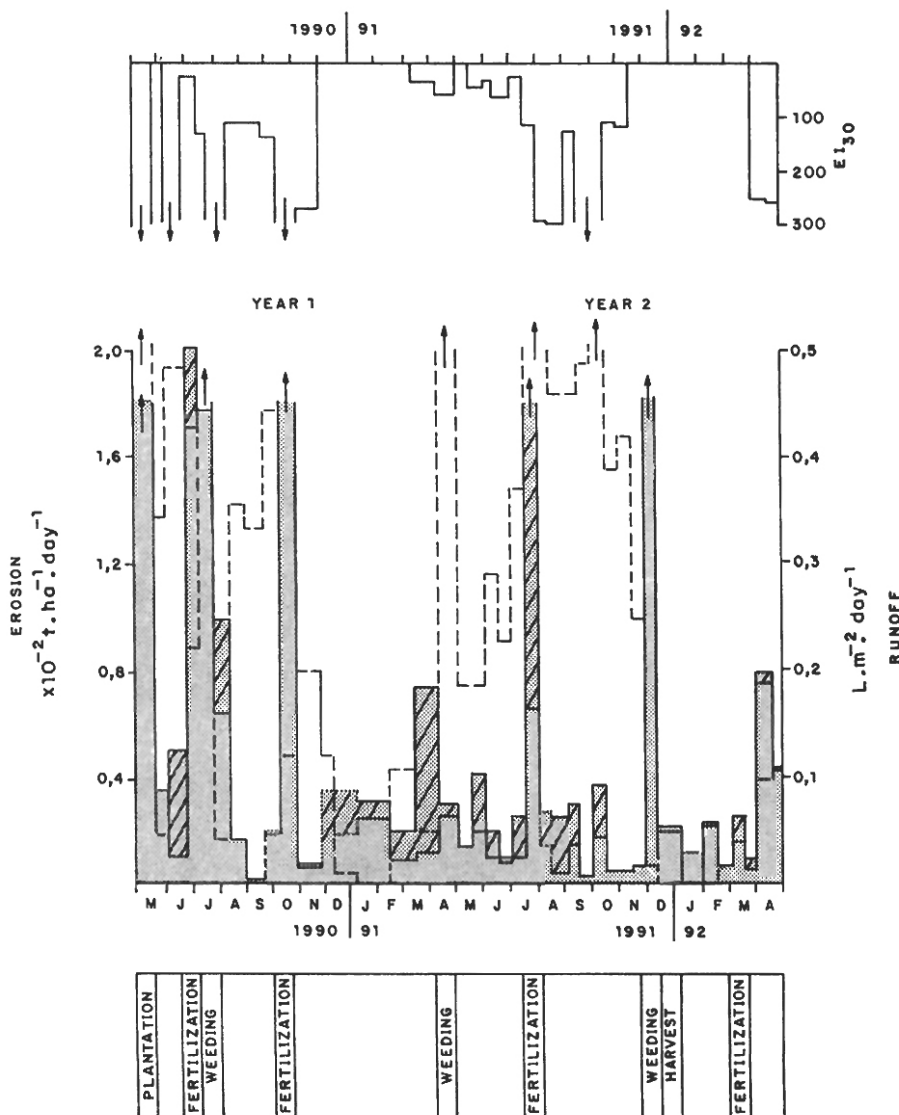 1990 91 1991 92
100
200
300
EI30
YEAR 1 YEAR 2
2,0
1,6
1,2
0,8
0,4
EROSION
x10⁻² t.ha⁻¹.day⁻¹
0,5
0,4
0,3
0,2
0,1
L.m⁻² day⁻¹
RUNOFF
M J J A S O N D J F M A M J J A S O N D J F M A
1990 91 1991 92
PLANTATION
FERTILIZATION
WEEDING
FERTILIZATION
WEEDING
FERTILIZATION
WEEDING
HARVEST
FERTILIZATION